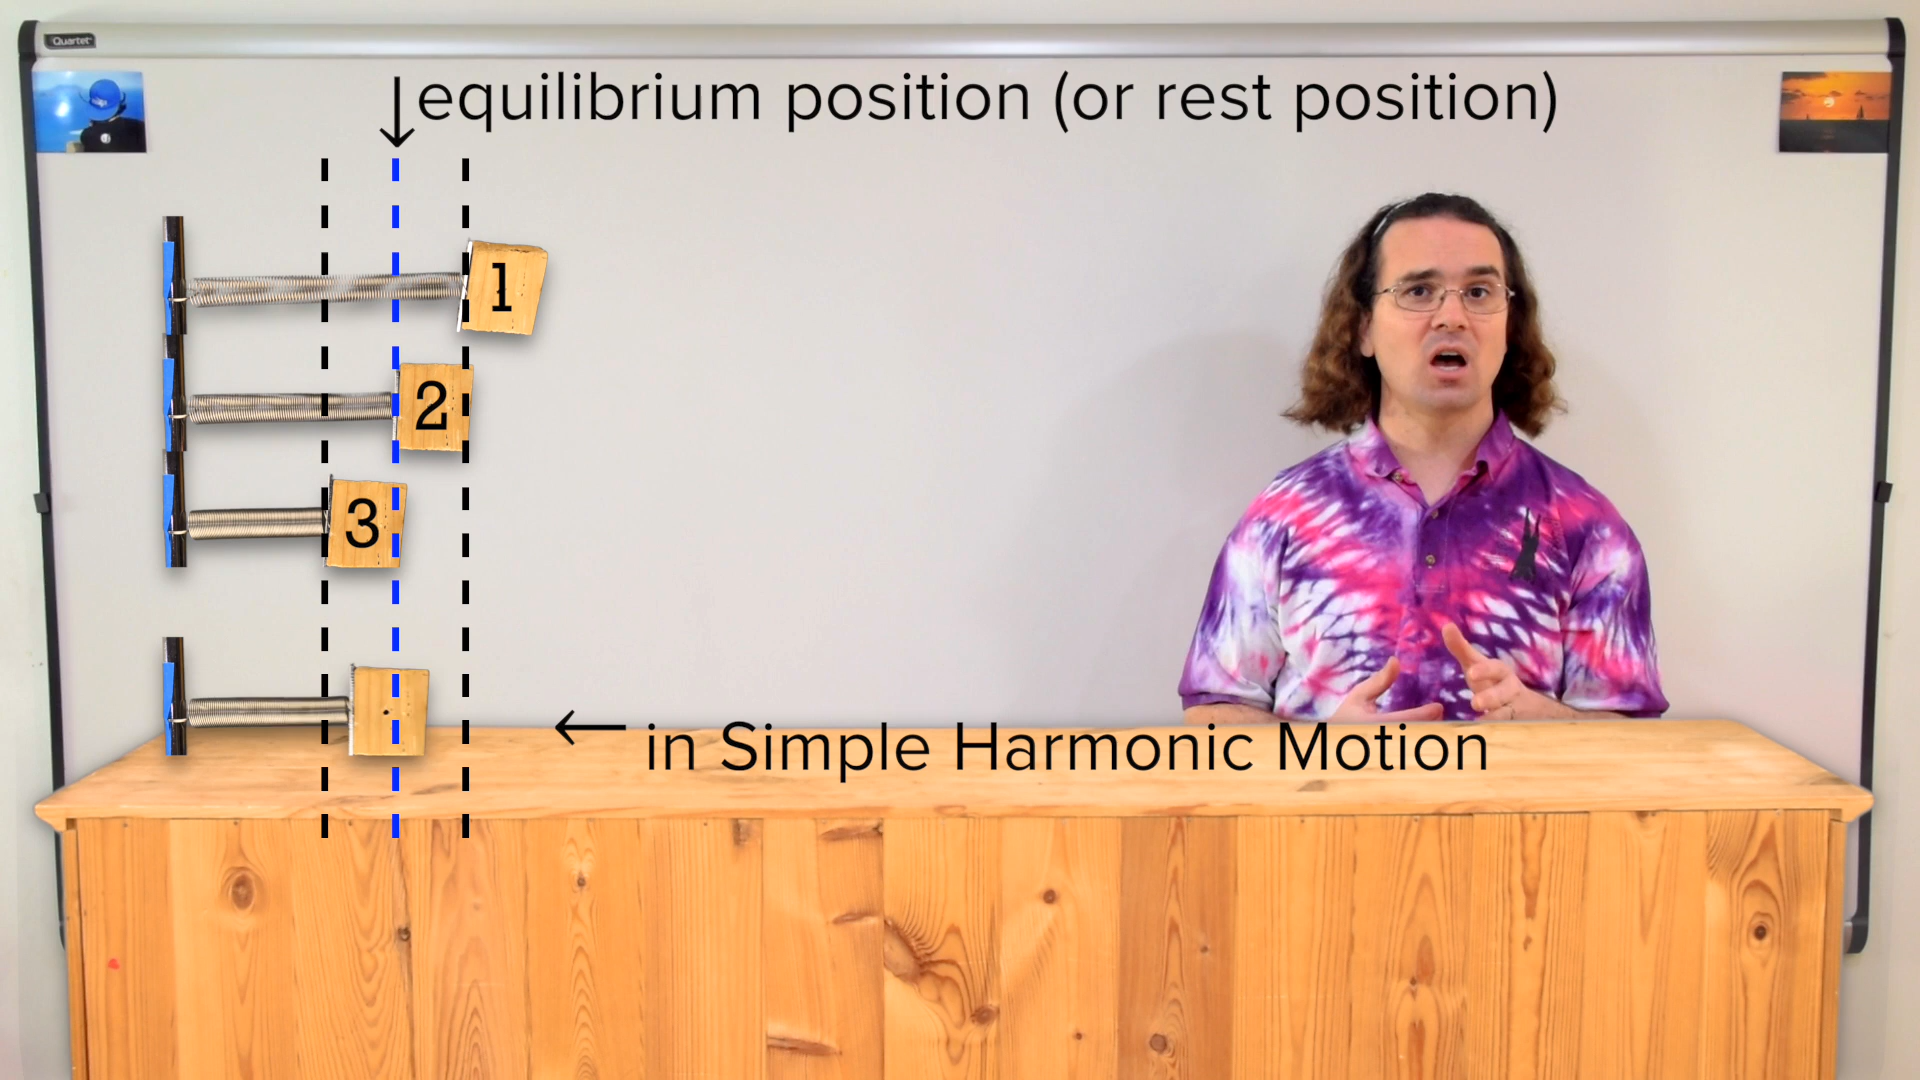 Quartet
equilibrium position (or rest position)
1
2
3
in Simple Harmonic Motion